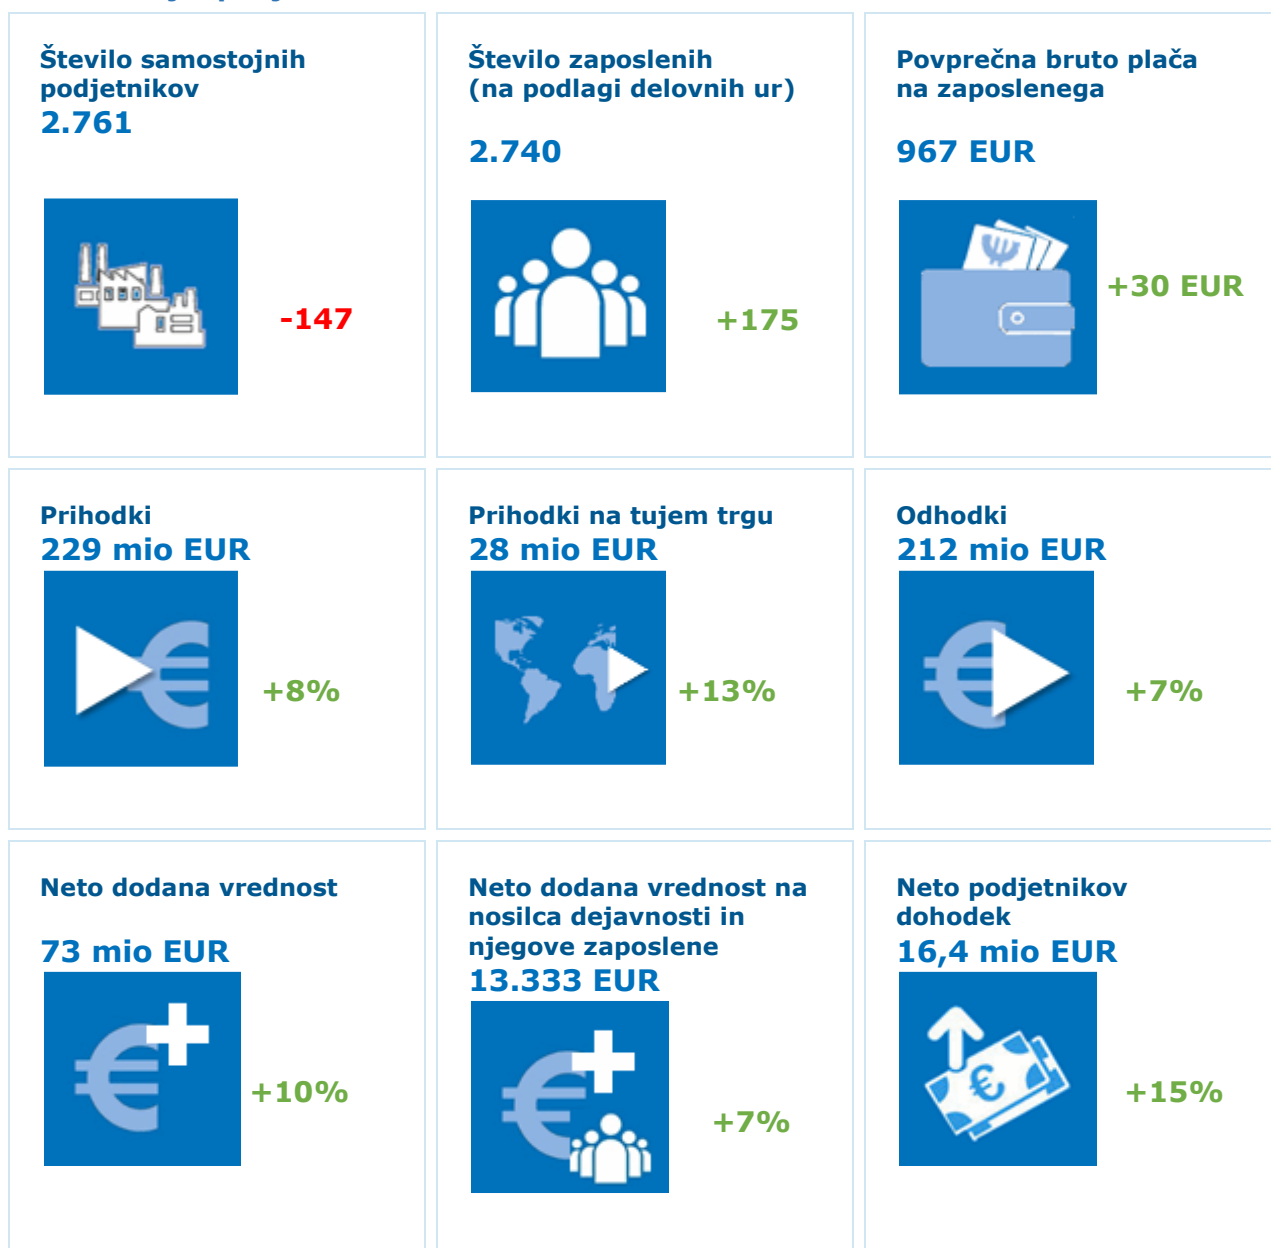 Število samostojnih
podjetnikov
2.761
-147
Število zaposlenih
(na podlagi delovnih ur)
2.740
+175
Povprečna bruto plača
na zaposlenega
967 EUR
+30 EUR
Prihodki
229 mio EUR
+8%
Prihodki na tujem trgu
28 mio EUR
+13%
Odhodki
212 mio EUR
+7%
Neto dodana vrednost
73 mio EUR
+10%
Neto dodana vrednost na
nosilca dejavnosti in
njegove zaposlene
13.333 EUR
+7%
Neto podjetnikov
dohodek
16,4 mio EUR
+15%